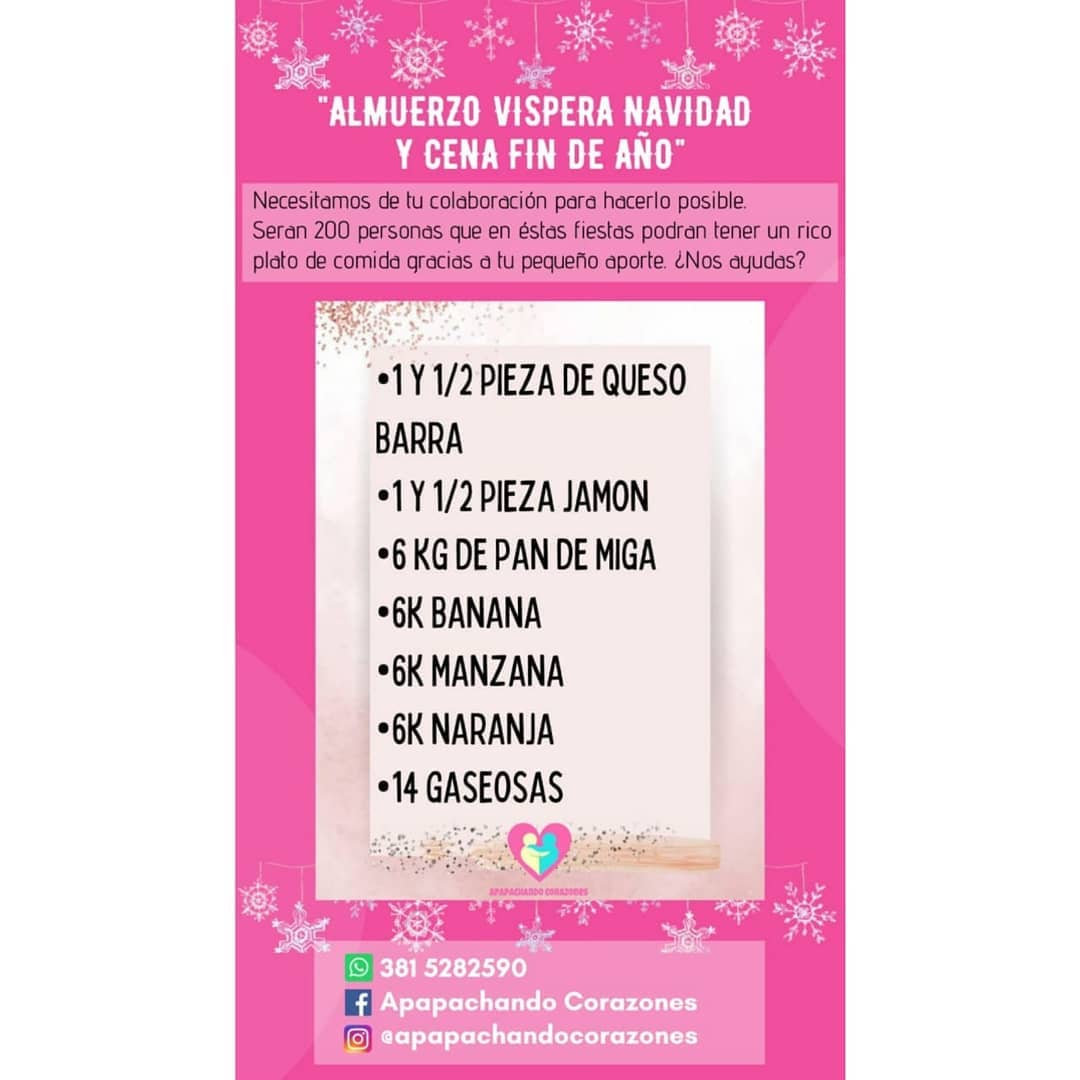 "ALMUERZO VISPERA NAVIDAD
Y CENA FIN DE AÑO"
Necesitamos de tu colaboración para hacerlo posible.
Seran 200 personas que en éstas fiestas podran tener un rico
plato de comida gracias a tu pequeño aporte. ¿Nos ayudas?
•1 Y 1/2 PIEZA DE QUESO
BARRA
•1 Y 1/2 PIEZA JAMON
•6 KG DE PAN DE MIGA
•6K BANANA
•6K MANZANA
•6K NARANJA
•14 GASEOSAS
APAPACHANDO CORAZONES
381 5282590
Apapachando Corazones
@apapachandocorazones